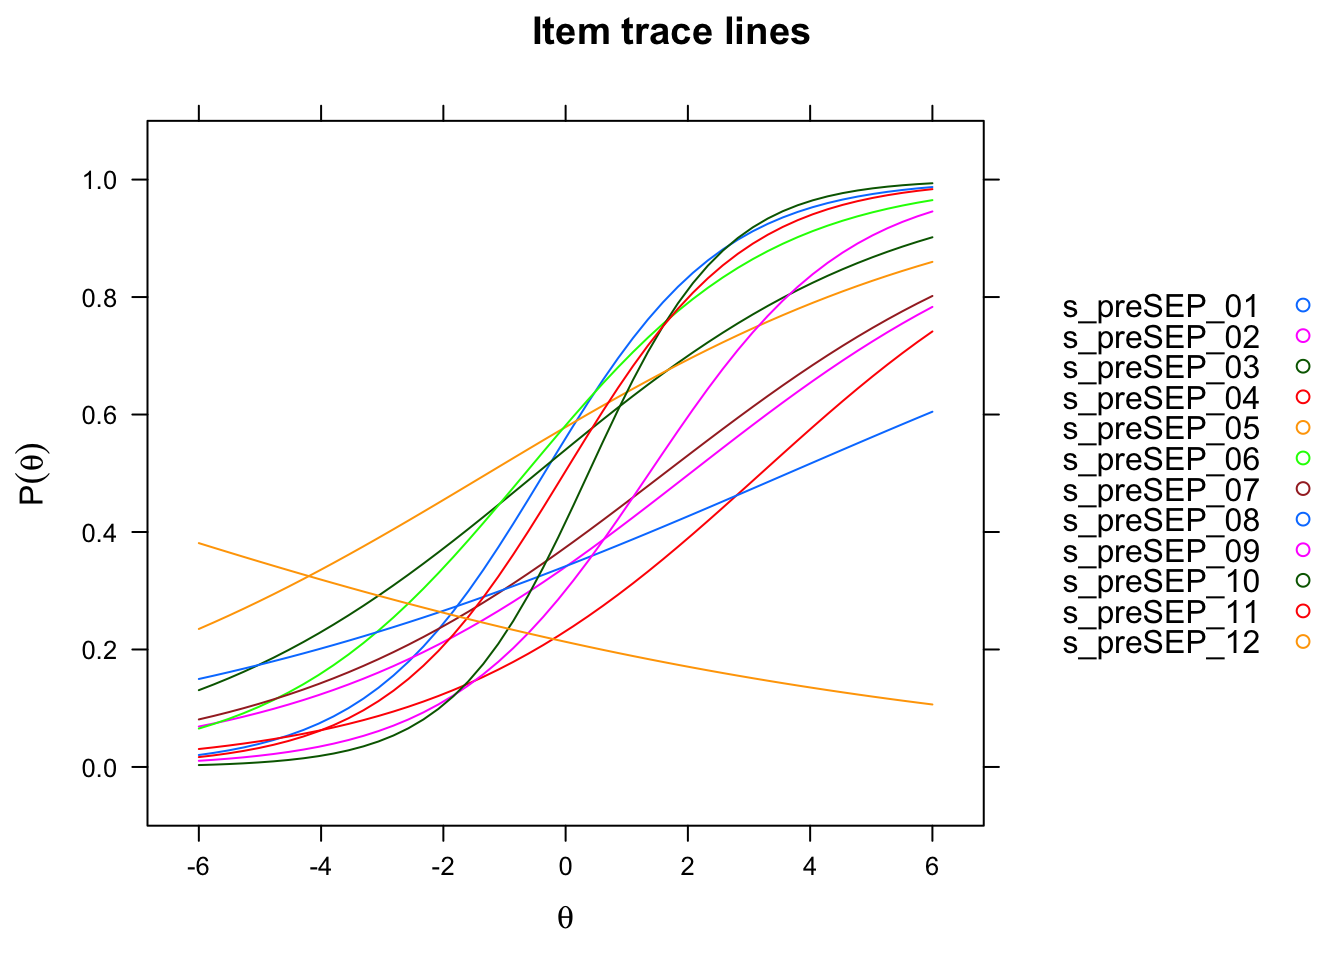 Item trace lines
1.0
0.8
0.6
0.4
0.2
0.0
P(θ)
-6 -4 -2 0 2 4 6
θ
s_preSEP_01
s_preSEP_02
s_preSEP_03
s_preSEP_04
s_preSEP_05
s_preSEP_06
s_preSEP_07
s_preSEP_08
s_preSEP_09
s_preSEP_10
s_preSEP_11
s_preSEP_12